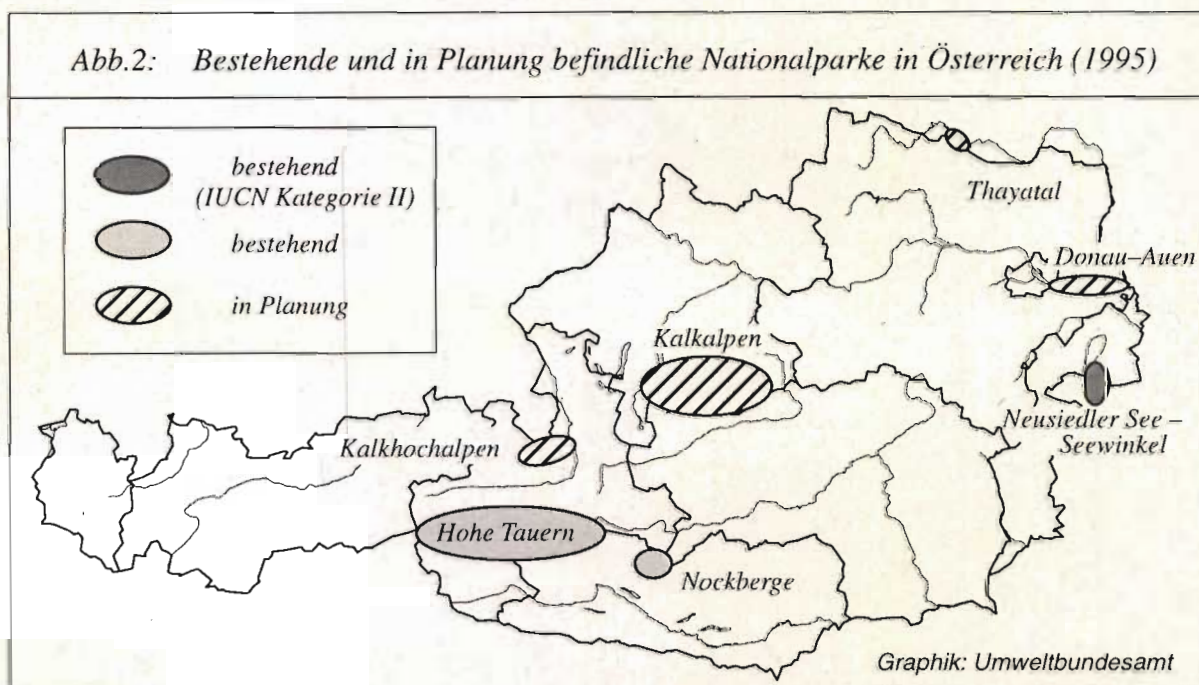 Abb.2: Bestehende und in Planung befindliche Nationalparke in Österreich (1995)
bestehend
(IUCN Kategorie II)
bestehend
in Planung
Thayatal
Donau–Auen
Kalkalpen
Neusiedler See –
Seewinkel
Kalkhochalpen
Hohe Tauern
Nockberge
Graphik: Umweltbundesamt